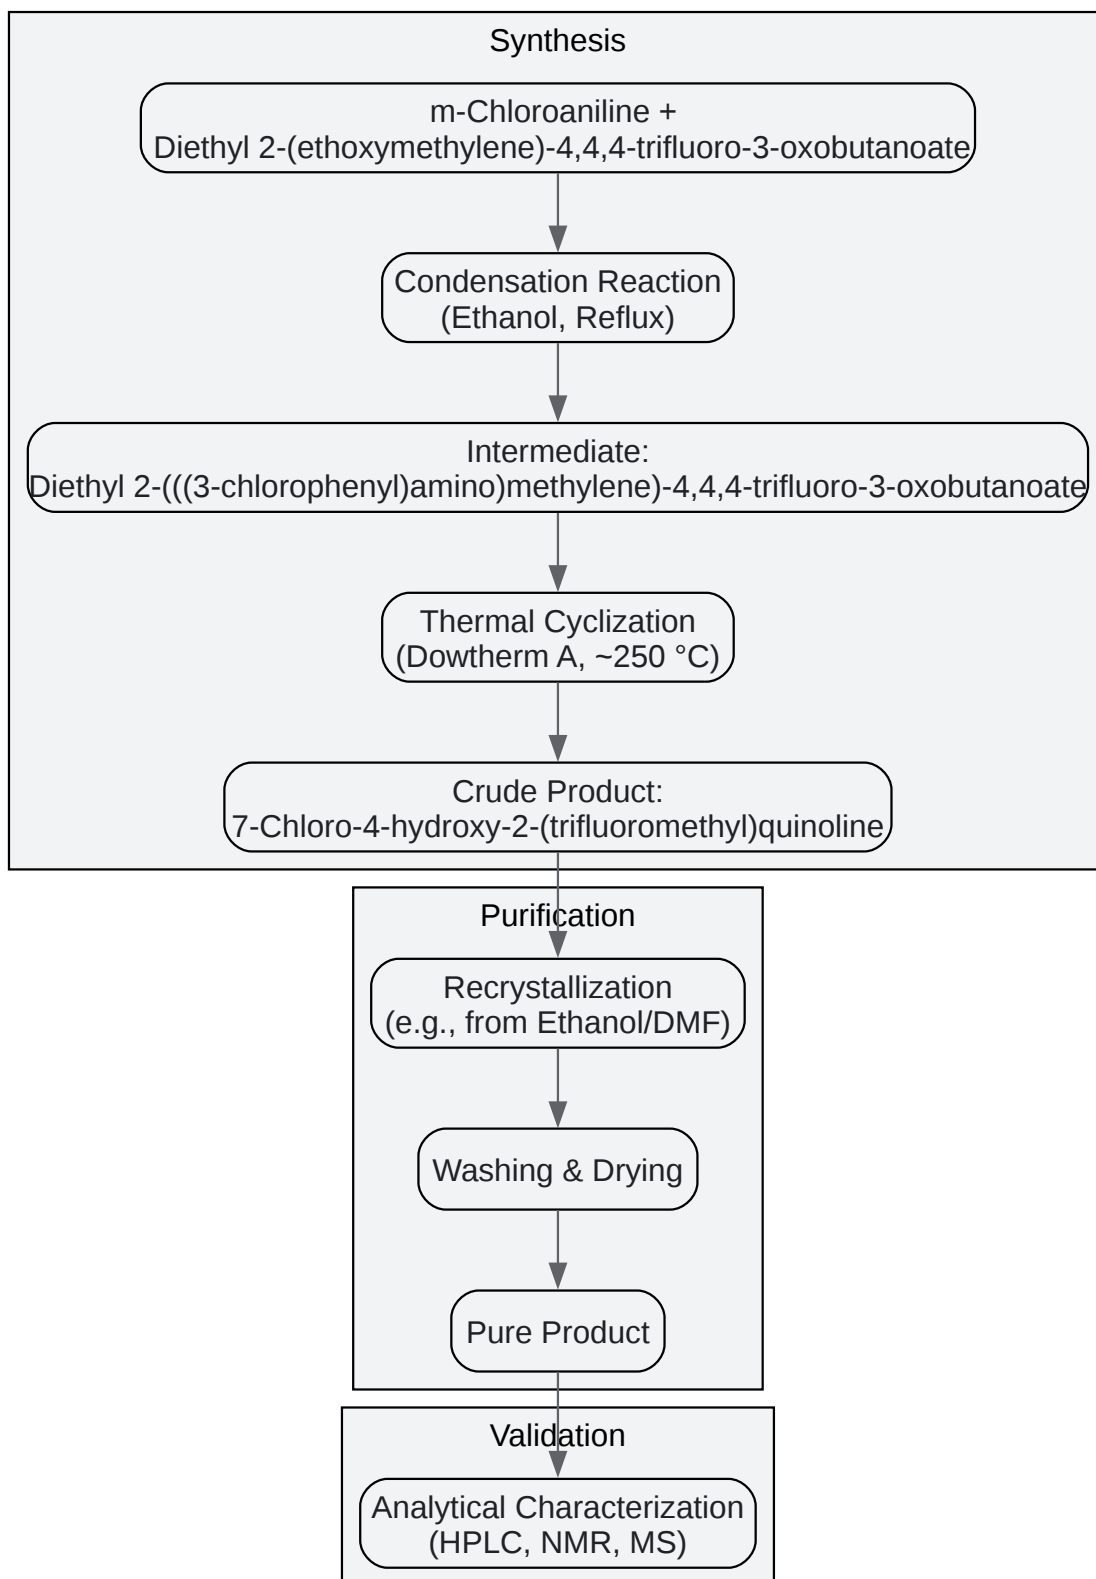 Synthesis
m-Chloroaniline +
Diethyl 2-(ethoxymethylene)-4,4,4-trifluoro-3-oxobutanoate
Condensation Reaction
(Ethanol, Reflux)
Intermediate:
Diethyl 2-(((3-chlorophenyl)amino)methylene)-4,4,4-trifluoro-3-oxobutanoate
Thermal Cyclization
(Dowtherm A, ~250 °C)
Crude Product:
7-Chloro-4-hydroxy-2-(trifluoromethyl)quinoline
Purification
Recrystallization
(e.g., from Ethanol/DMF)
Washing & Drying
Pure Product
Validation
Analytical Characterization
(HPLC, NMR, MS)